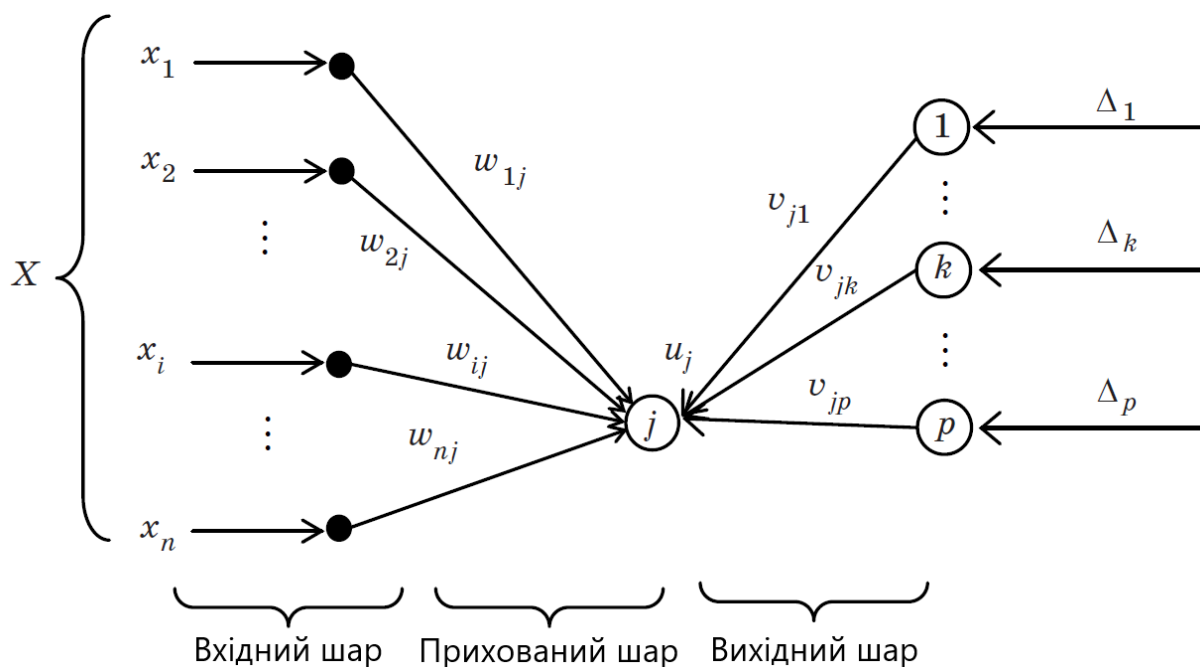 X
x₁
x₂
⋮
xᵢ
⋮
xₙ
w₁ⱼ
w₂ⱼ
wᵢⱼ
wₙⱼ
uⱼ
j
vⱼ₁
vⱼₖ
vⱼₚ
1
⋮
k
⋮
p
Δ₁
Δₖ
Δₚ
Вхідний шар
Прихований шар
Вихідний шар